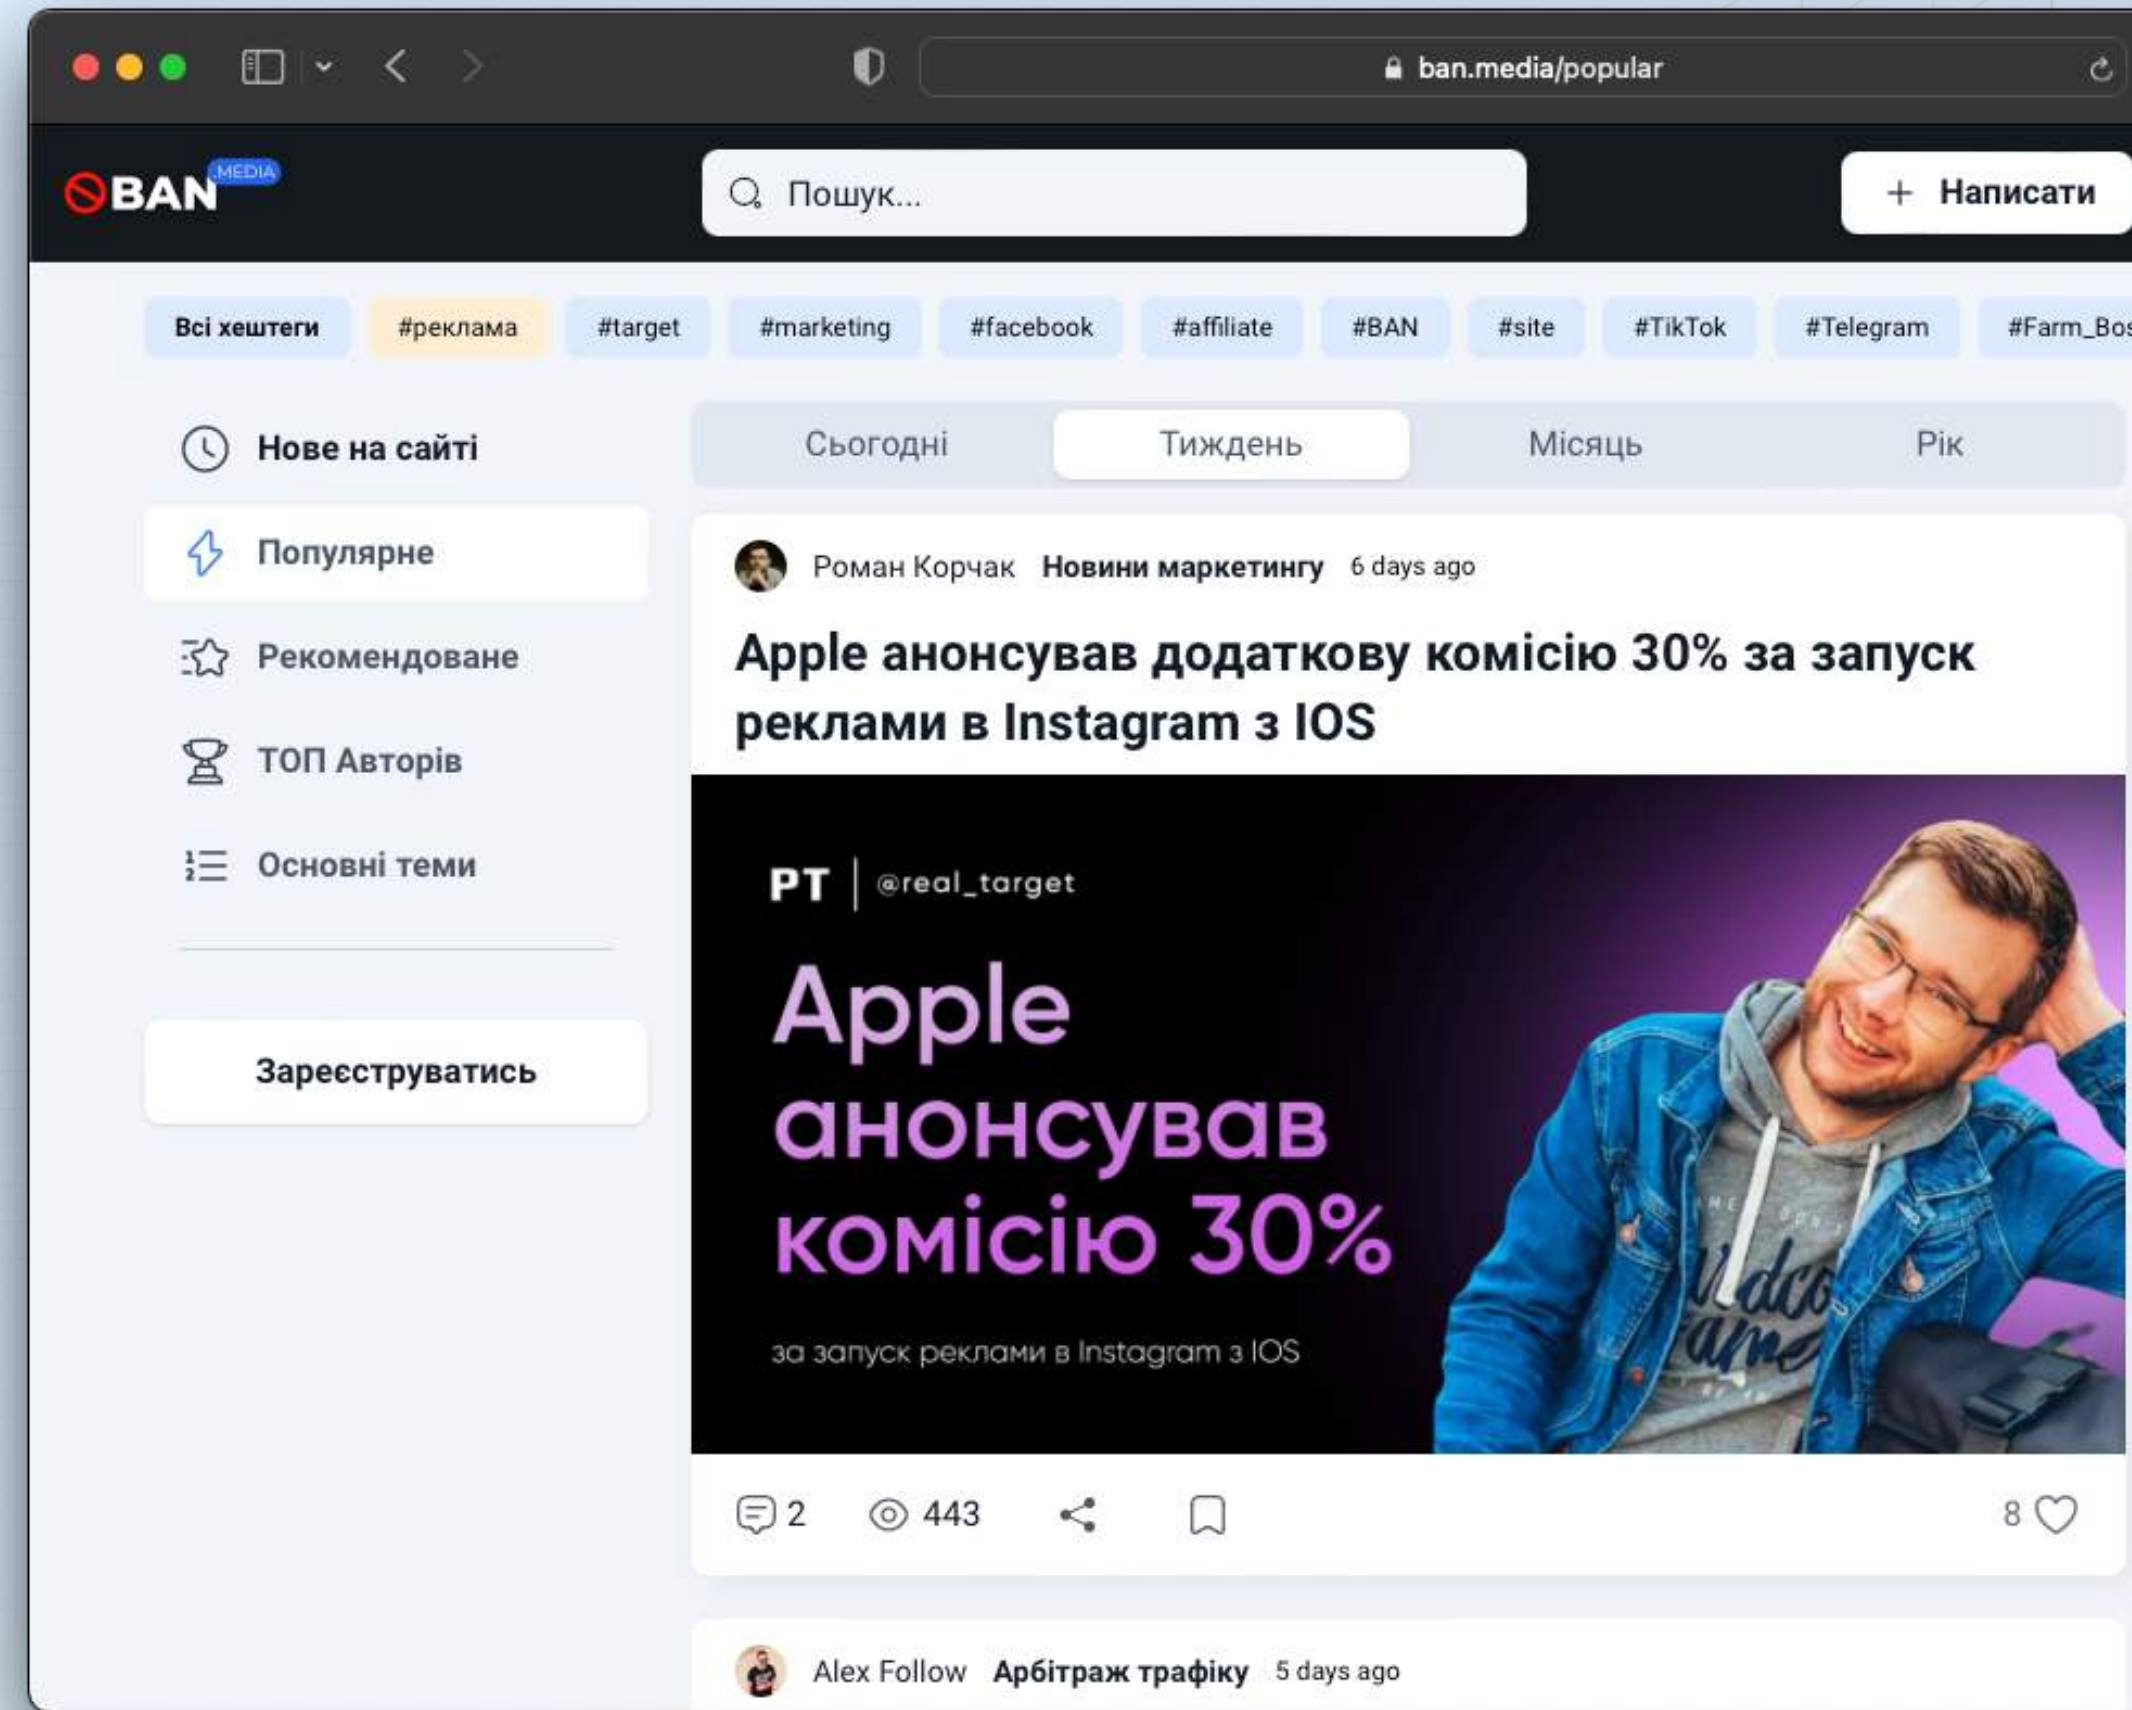 ban.media/popular
BAN .MEDIA
Пошук...
+ Написати
Всі хештеги #реклама #target #marketing #facebook #affiliate #BAN #site #TikTok #Telegram #Farm_Bos
Нове на сайті
Популярне
Рекомендоване
ТОП Авторів
Основні теми
Зареєструватись
Сьогодні Тиждень Місяць Рік
Роман Корчак Новини маркетингу 6 days ago
Apple анонсував додаткову комісію 30% за запуск
реклами в Instagram з IOS
РТ | @real_target
Apple
анонсував
комісію 30%
за запуск реклами в Instagram з IOS
2 443
8
Alex Follow Арбітраж трафіку 5 days ago